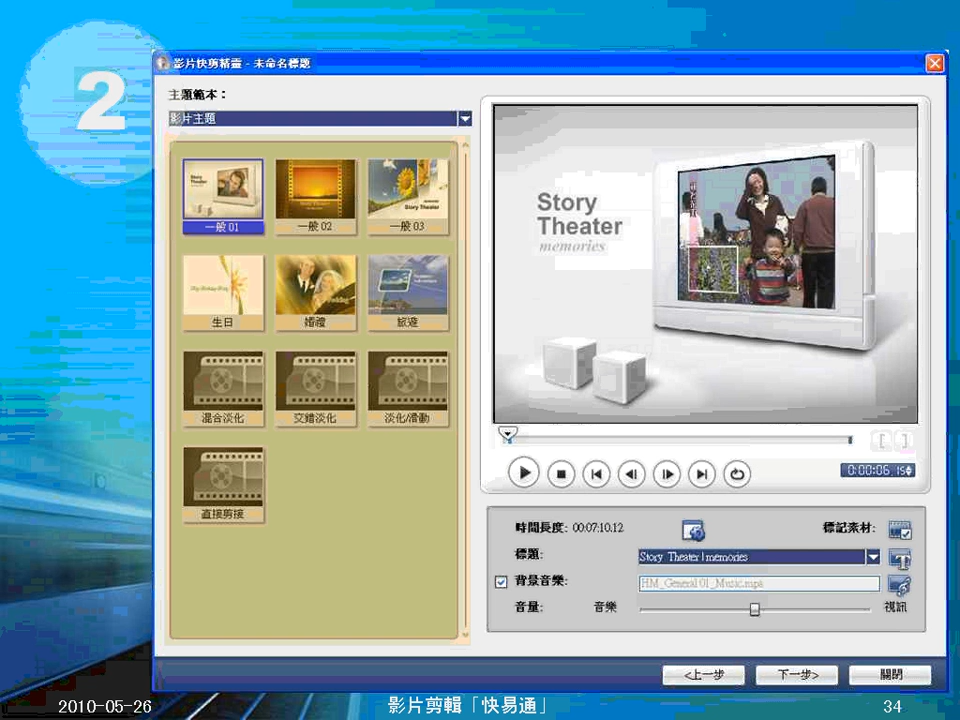 2
影片快剪精靈 - 未命名標題
主題範本：
影片主題
一般 01
一般 02
一般 03
生日
婚禮
旅遊
混合淡化
交錯淡化
淡化/滑動
直接剪接
Story
Theater
memories
[ ]
0:00:06.15
時間長度: 00:07:10.12
標記素材:
標題:
Story Theater | memories
背景音樂:
HM_General 01_Music.mpa
音量:
音樂
視訊
<上一步
下一步>
關閉
2010-05-26
影片剪輯「快易通」
34